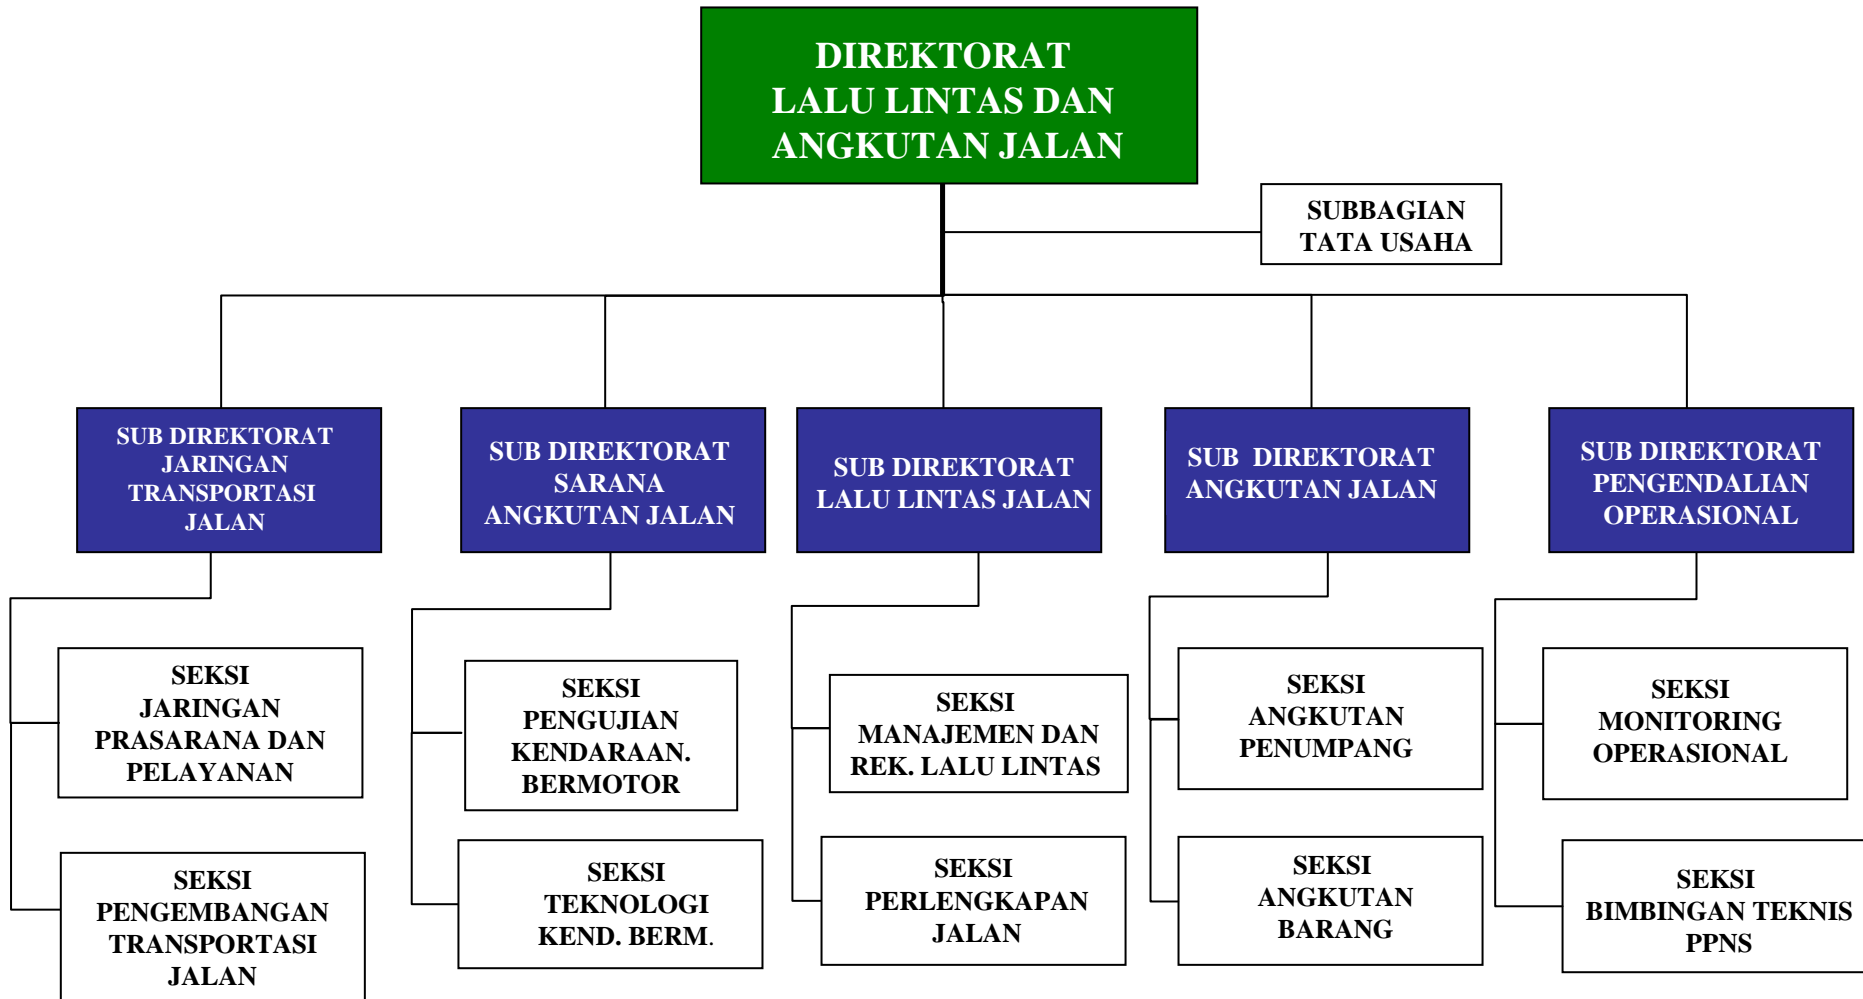 DIREKTORAT
LALU LINTAS DAN
ANGKUTAN JALAN
SUBBAGIAN
TATA USAHA
SUB DIREKTORAT
JARINGAN
TRANSPORTASI
JALAN
SUB DIREKTORAT
SARANA
ANGKUTAN JALAN
SUB DIREKTORAT
LALU LINTAS JALAN
SUB DIREKTORAT
ANGKUTAN JALAN
SUB DIREKTORAT
PENGENDALIAN
OPERASIONAL
SEKSI
JARINGAN
PRASARANA DAN
PELAYANAN
SEKSI
PENGUJIAN
KENDARAAN.
BERMOTOR
SEKSI
MANAJEMEN DAN
REK. LALU LINTAS
SEKSI
ANGKUTAN
PENUMPANG
SEKSI
MONITORING
OPERASIONAL
SEKSI
PENGEMBANGAN
TRANSPORTASI
JALAN
SEKSI
TEKNOLOGI
KEND. BERM.
SEKSI
PERLENGKAPAN
JALAN
SEKSI
ANGKUTAN
BARANG
SEKSI
BIMBINGAN TEKNIS
PPNS